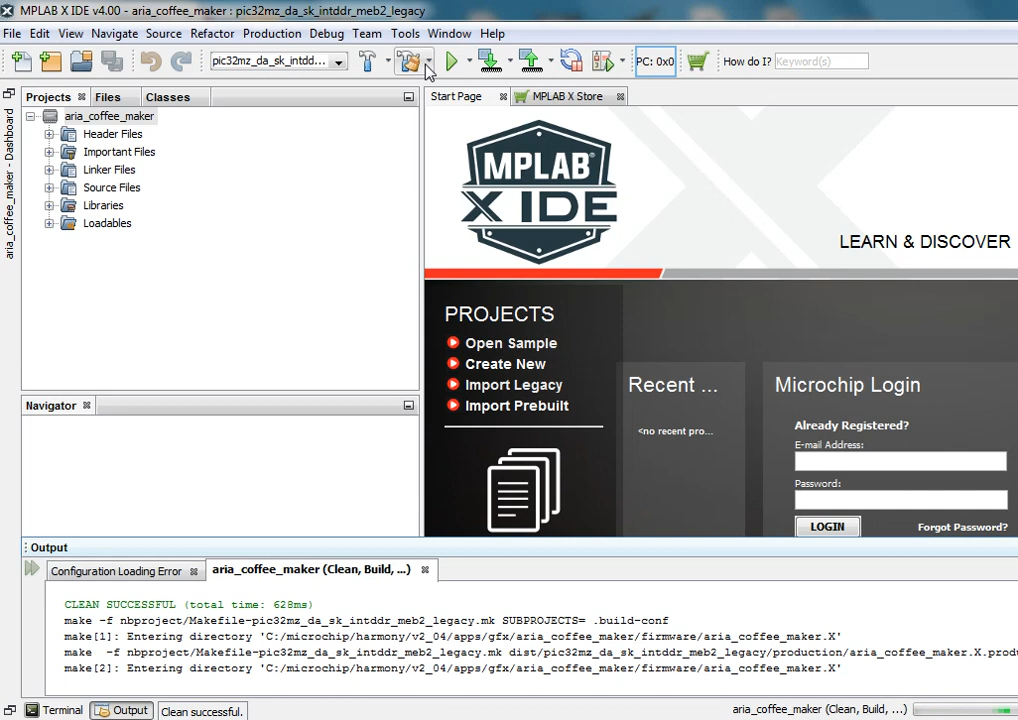 MPLAB X IDE v4.00 - aria_coffee_maker : pic32mz_da_sk_intddr_meb2_legacy
File Edit View Navigate Source Refactor Production Debug Team Tools Window Help
pic32mz_da_sk_intdd... PC: 0x0 How do I? Keyword(s)
Projects Files Classes
Start Page MPLAB X Store
aria_coffee_maker - Dashboard
aria_coffee_maker
Header Files
Important Files
Linker Files
Source Files
Libraries
Loadables
MPLAB®
X IDE
LEARN & DISCOVER
PROJECTS
Open Sample
Create New
Import Legacy
Import Prebuilt
Recent ...
<no recent pro...
Microchip Login
Already Registered?
E-mail Address:
Password:
LOGIN Forgot Password?
Navigator
Output
Configuration Loading Error aria_coffee_maker (Clean, Build, ...)
CLEAN SUCCESSFUL (total time: 628ms)
make -f nbproject/Makefile-pic32mz_da_sk_intddr_meb2_legacy.mk SUBPROJECTS= .build-conf
make[1]: Entering directory 'C:/microchip/harmony/v2_04/apps/gfx/aria_coffee_maker/firmware/aria_coffee_maker.X'
make  -f nbproject/Makefile-pic32mz_da_sk_intddr_meb2_legacy.mk dist/pic32mz_da_sk_intddr_meb2_legacy/production/aria_coffee_maker.X.produ
make[2]: Entering directory 'C:/microchip/harmony/v2_04/apps/gfx/aria_coffee_maker/firmware/aria_coffee_maker.X'
Terminal Output Clean successful. aria_coffee_maker (Clean, Build, ...)